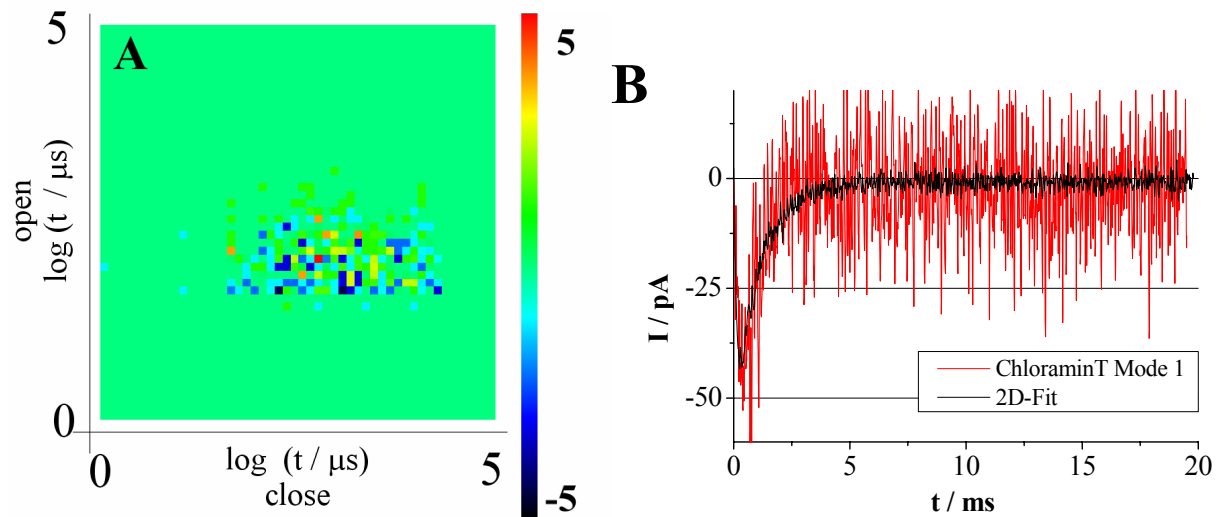 A
5
open
log (t / μs)
0
0
log (t / μs)
5
close
5
-5
B
I / pA
0
-25
-50
ChloraminT Mode 1
2D-Fit
0
5
10
15
20
t / ms